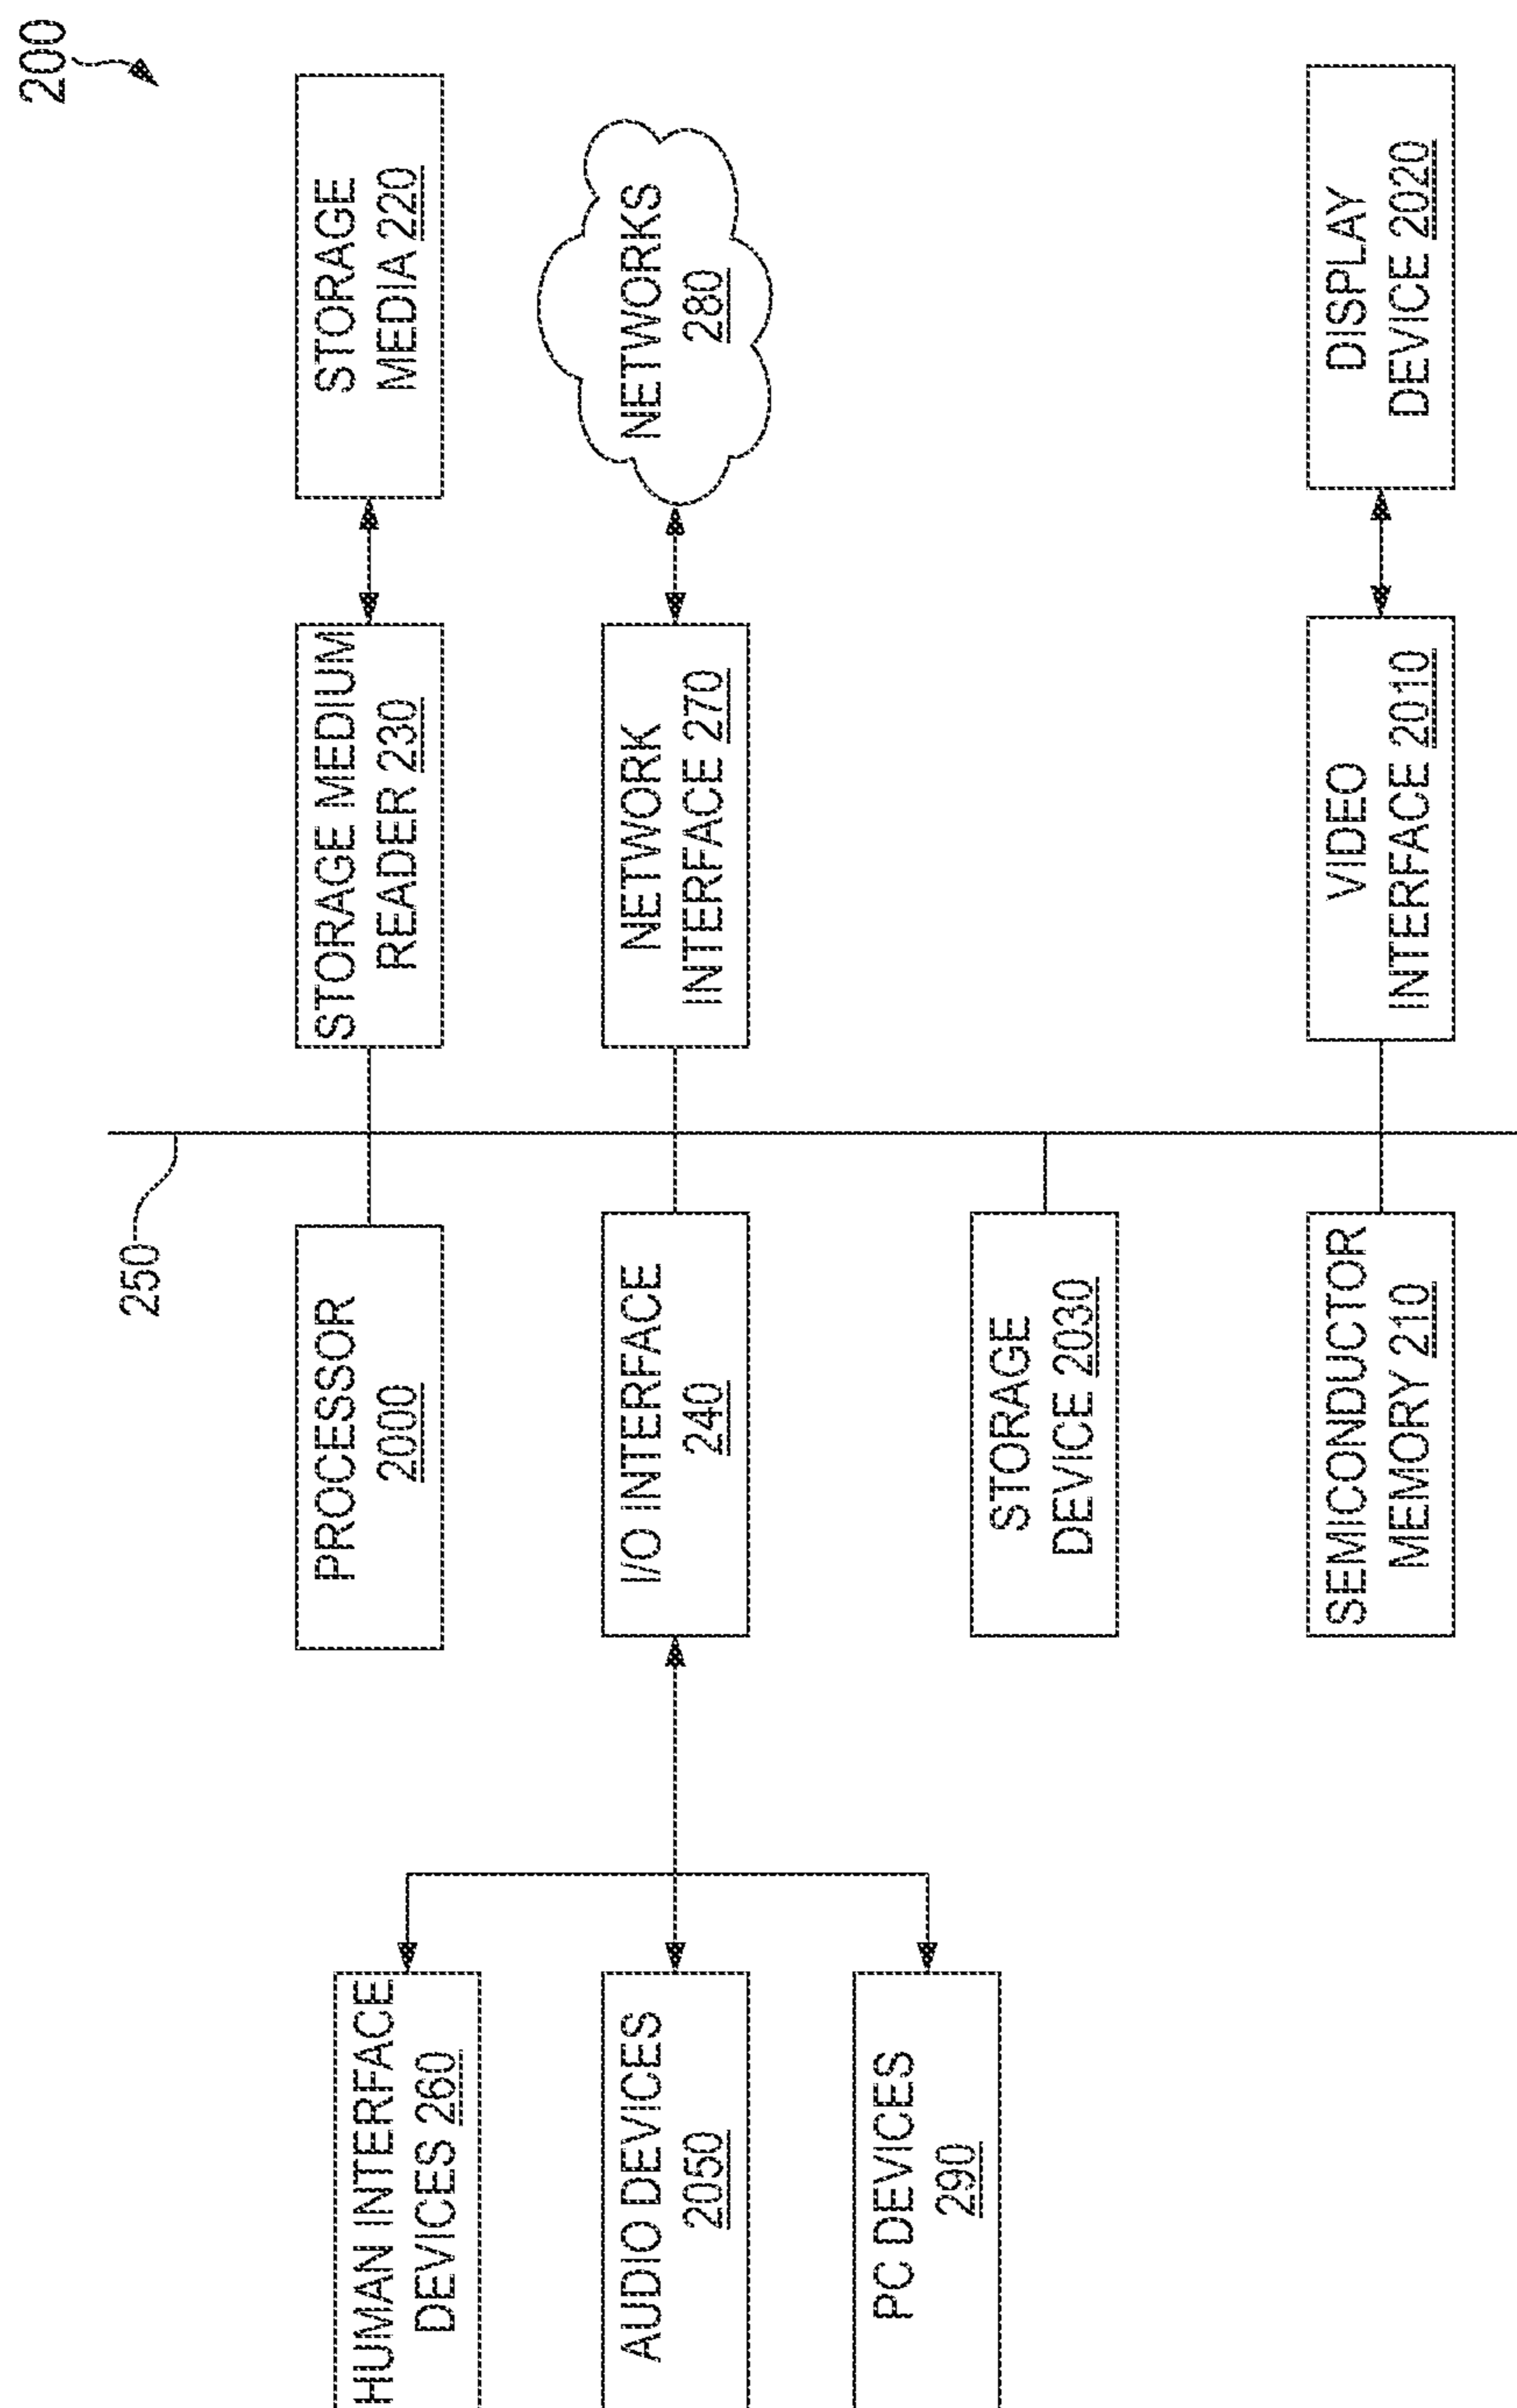 200
250
HUMAN INTERFACE
DEVICES 260
PROCESSOR
2000
STORAGE MEDIUM
READER 230
STORAGE
MEDIA 220
AUDIO DEVICES
2050
I/O INTERFACE
240
NETWORK
INTERFACE 270
NETWORKS
280
PC DEVICES
290
STORAGE
DEVICE 2030
SEMICONDUCTOR
MEMORY 210
VIDEO
INTERFACE 2010
DISPLAY
DEVICE 2020